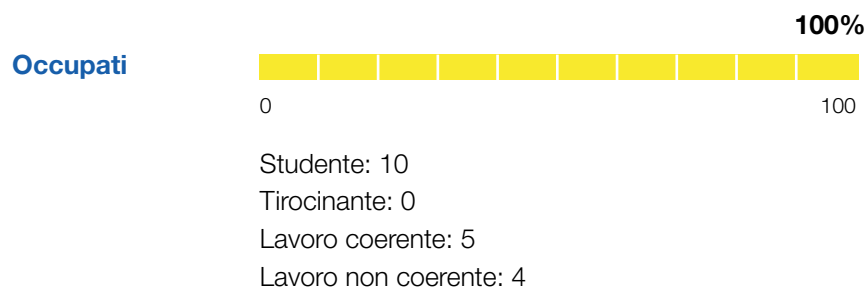 100%
Occupati
0 100
Studente: 10
Tirocinante: 0
Lavoro coerente: 5
Lavoro non coerente: 4